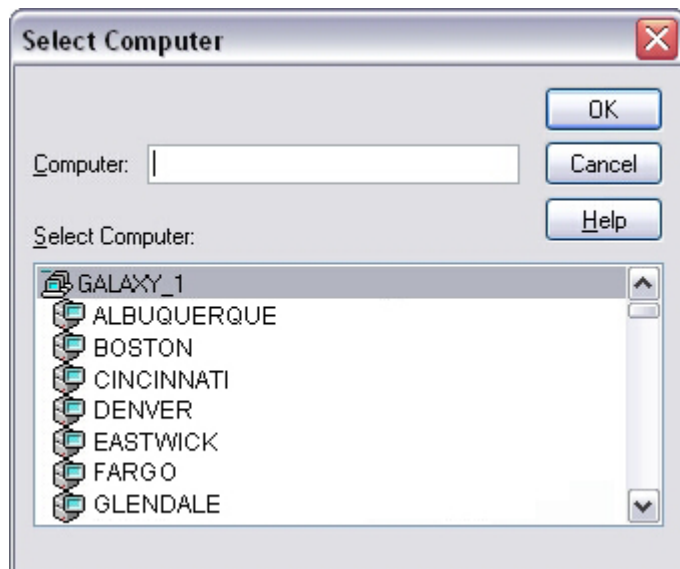 Select Computer
OK
Computer:
Cancel
Help
Select Computer:
GALAXY_1
ALBUQUERQUE
BOSTON
CINCINNATI
DENVER
EASTWICK
FARGO
GLENDALE